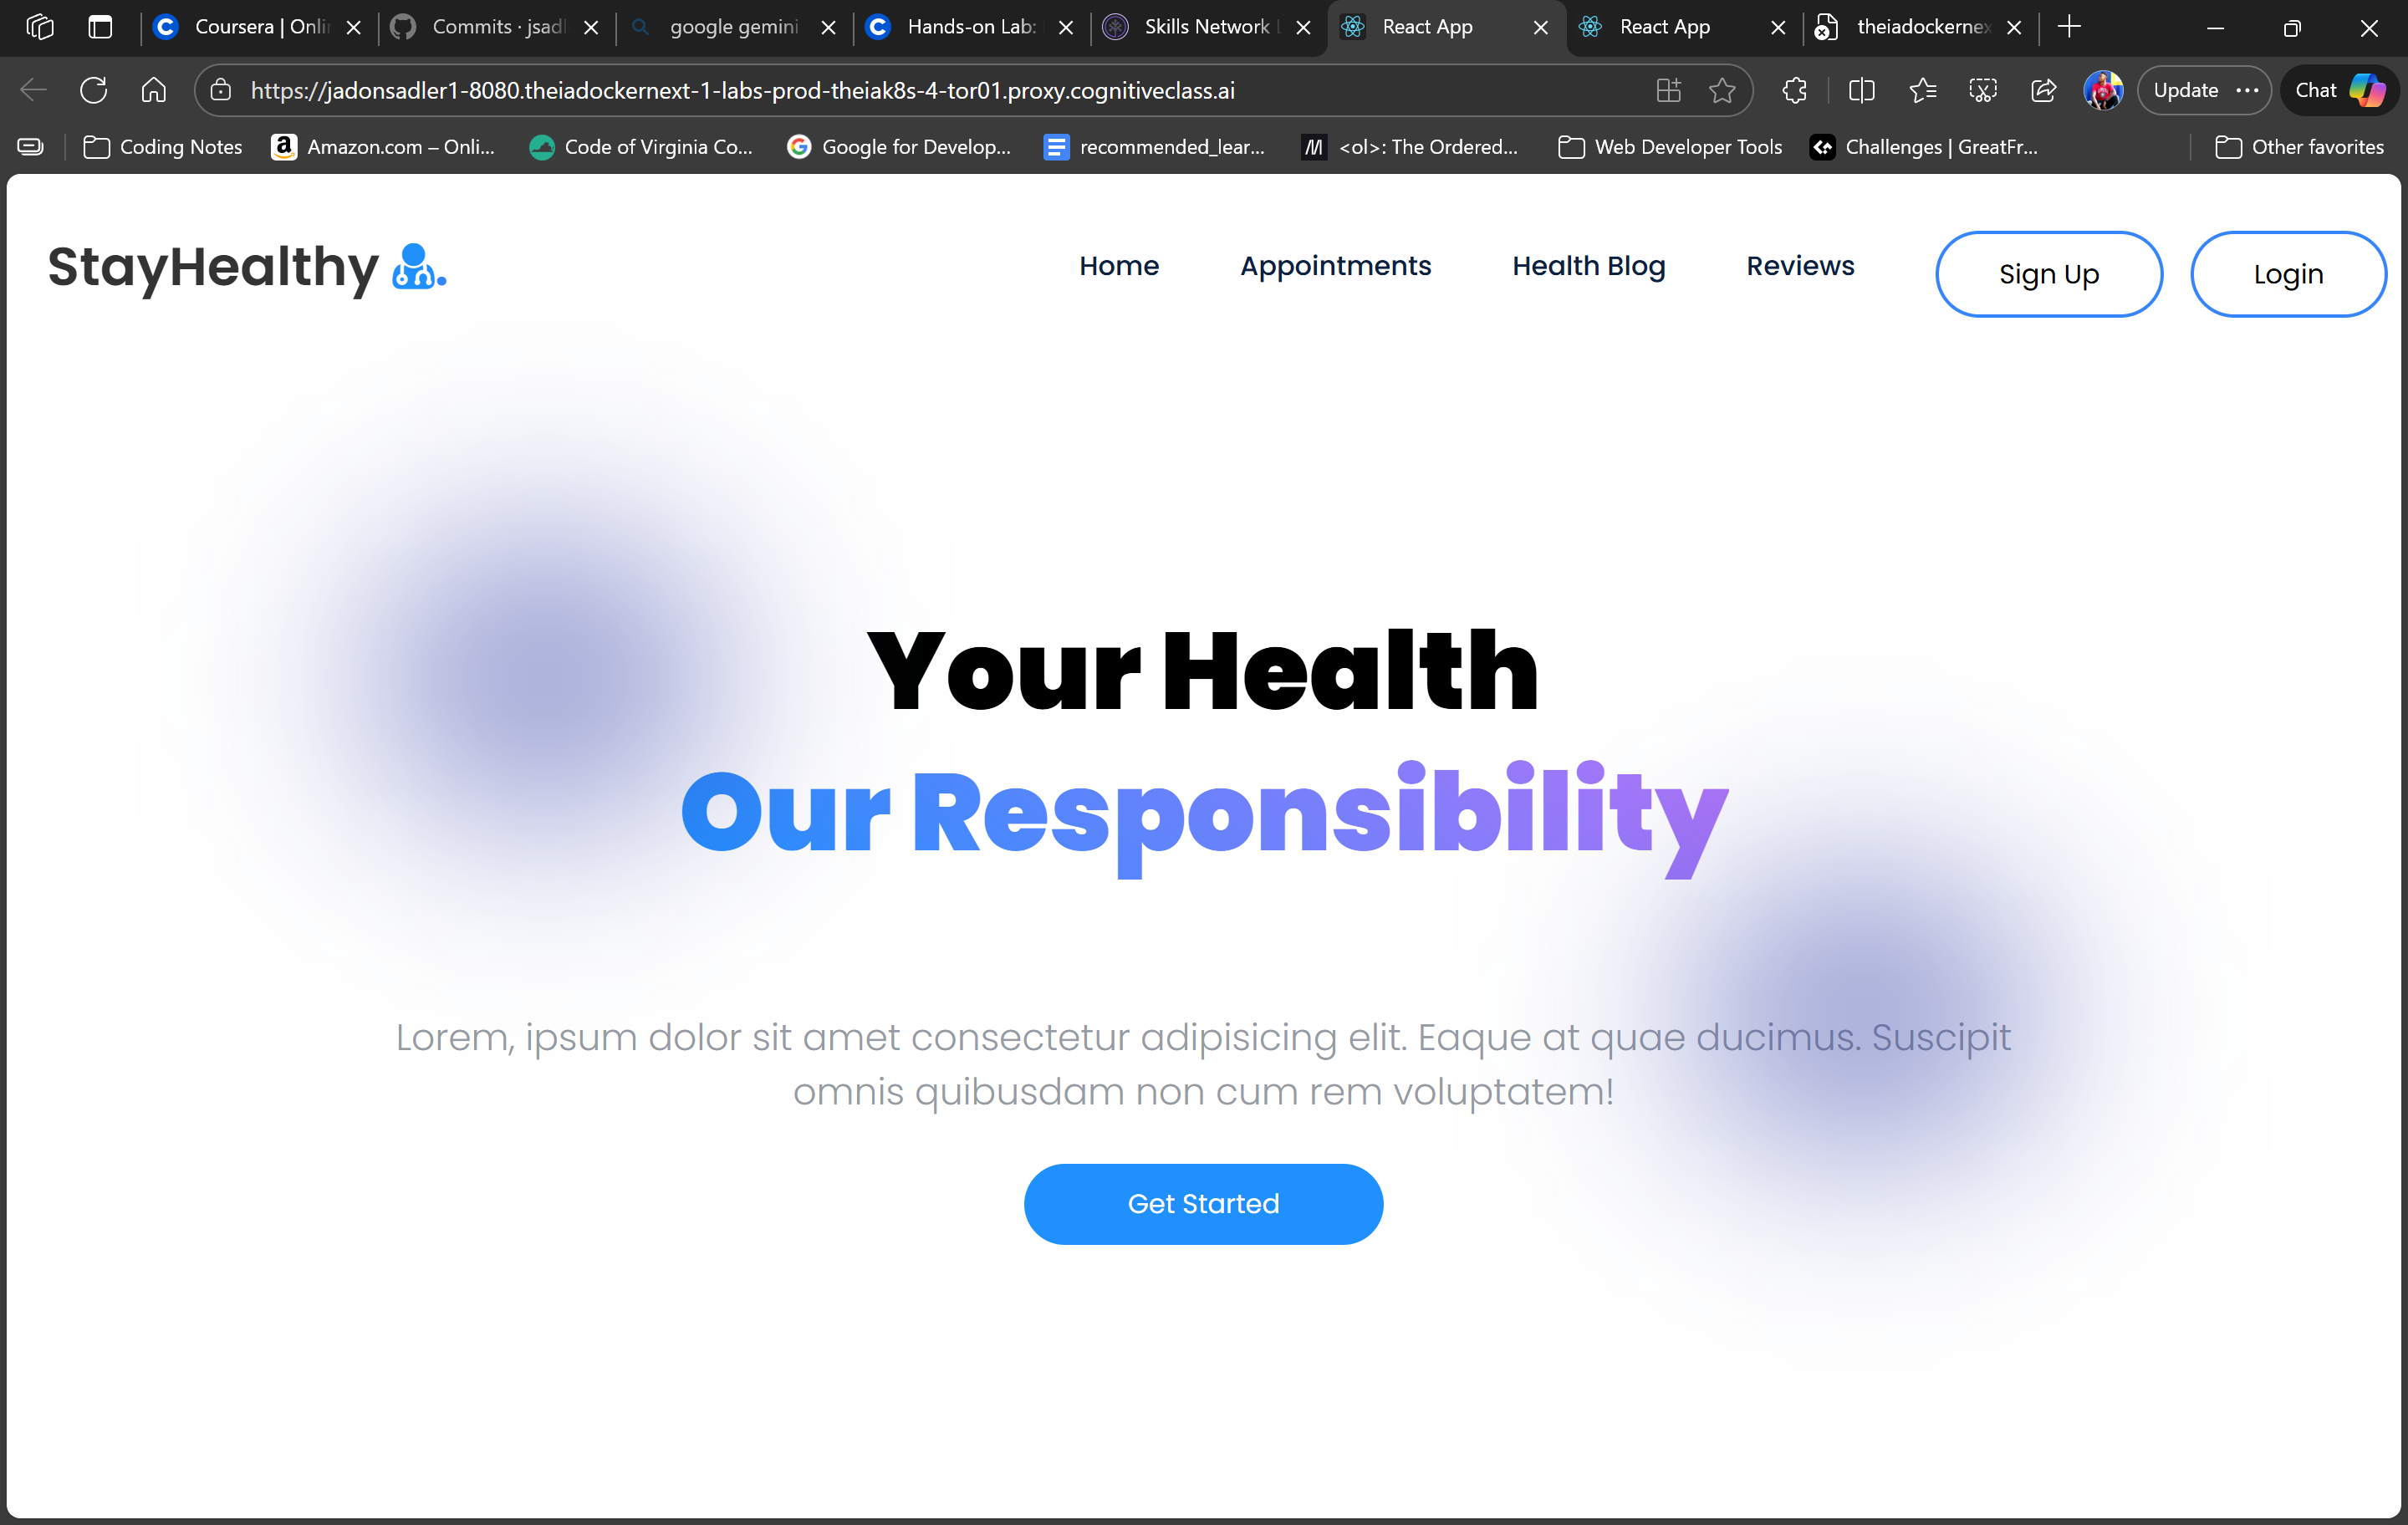 Coursera | Onli
Commits · jsadl
google gemini
Hands-on Lab:
Skills Network L
React App
React App
theiadockernex
https://jadonsadler1-8080.theiadockernext-1-labs-prod-theiak8s-4-tor01.proxy.cognitiveclass.ai
Update
Chat
Coding Notes
Amazon.com – Onli...
Code of Virginia Co...
Google for Develop...
recommended_lear...
<ol>: The Ordered...
Web Developer Tools
Challenges | GreatFr...
Other favorites
StayHealthy
Home
Appointments
Health Blog
Reviews
Sign Up
Login
Your Health
Our Responsibility
Lorem, ipsum dolor sit amet consectetur adipisicing elit. Eaque at quae ducimus. Suscipit
omnis quibusdam non cum rem voluptatem!
Get Started